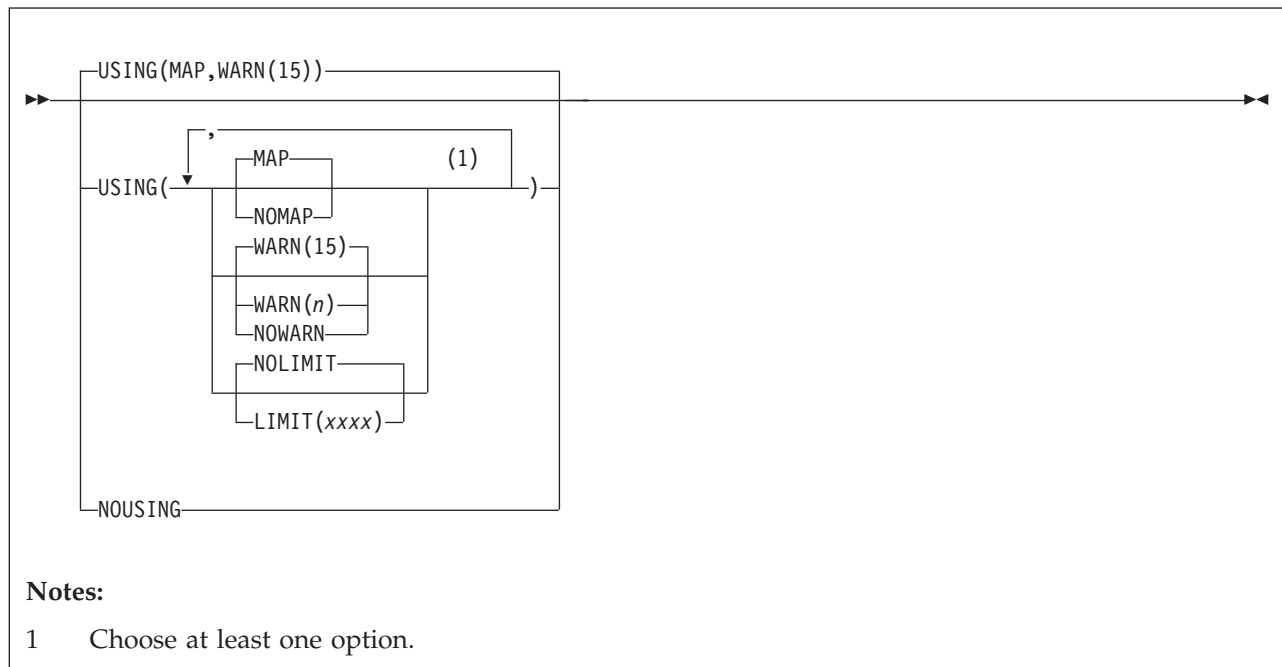 USING(MAP,WARN(15))
,
MAP (1)
USING( )
NOMAP
WARN(15)
WARN(n)
NOWARN
NOLIMIT
LIMIT(xxxx)
NOUSING
Notes:
1 Choose at least one option.